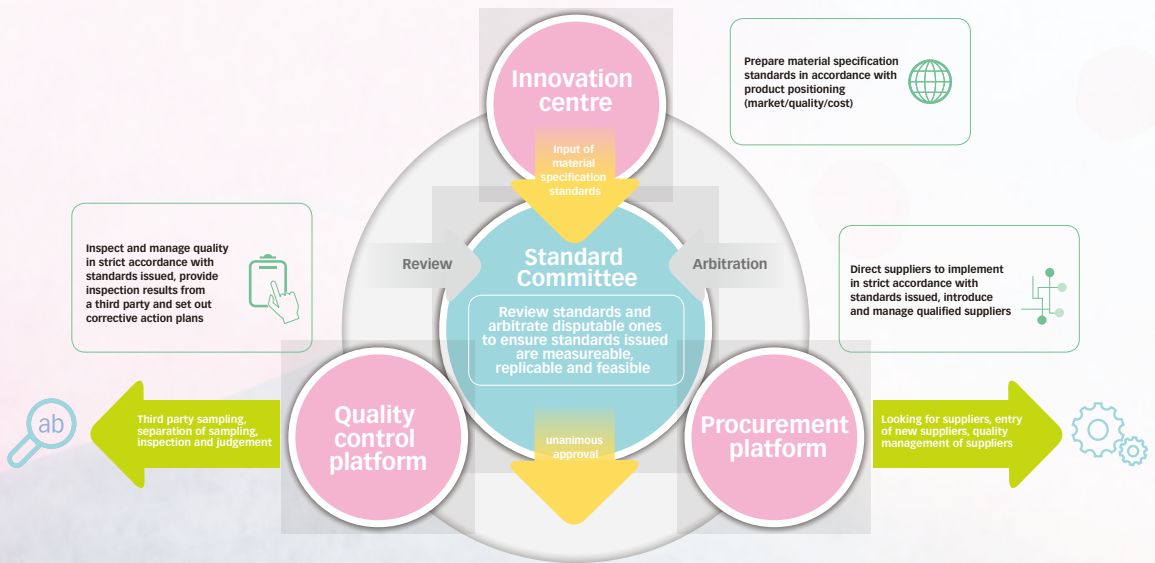 Innovation
centre
Input of
material
specification
standards
Prepare material specification
standards in accordance with
product positioning
(market/quality/cost)
Inspect and manage quality
in strict accordance with
standards issued, provide
inspection results from
a third party and set out
corrective action plans
Review
Standard
Committee
Arbitration
Review standards and
arbitrate disputable ones
to ensure standards issued
are measureable,
replicable and feasible
Direct suppliers to implement
in strict accordance with
standards issued, introduce
and manage qualified suppliers
ab
Third party sampling,
separation of sampling,
inspection and judgement
Quality
control
platform
unanimous
approval
Procurement
platform
Looking for suppliers, entry
of new suppliers, quality
management of suppliers